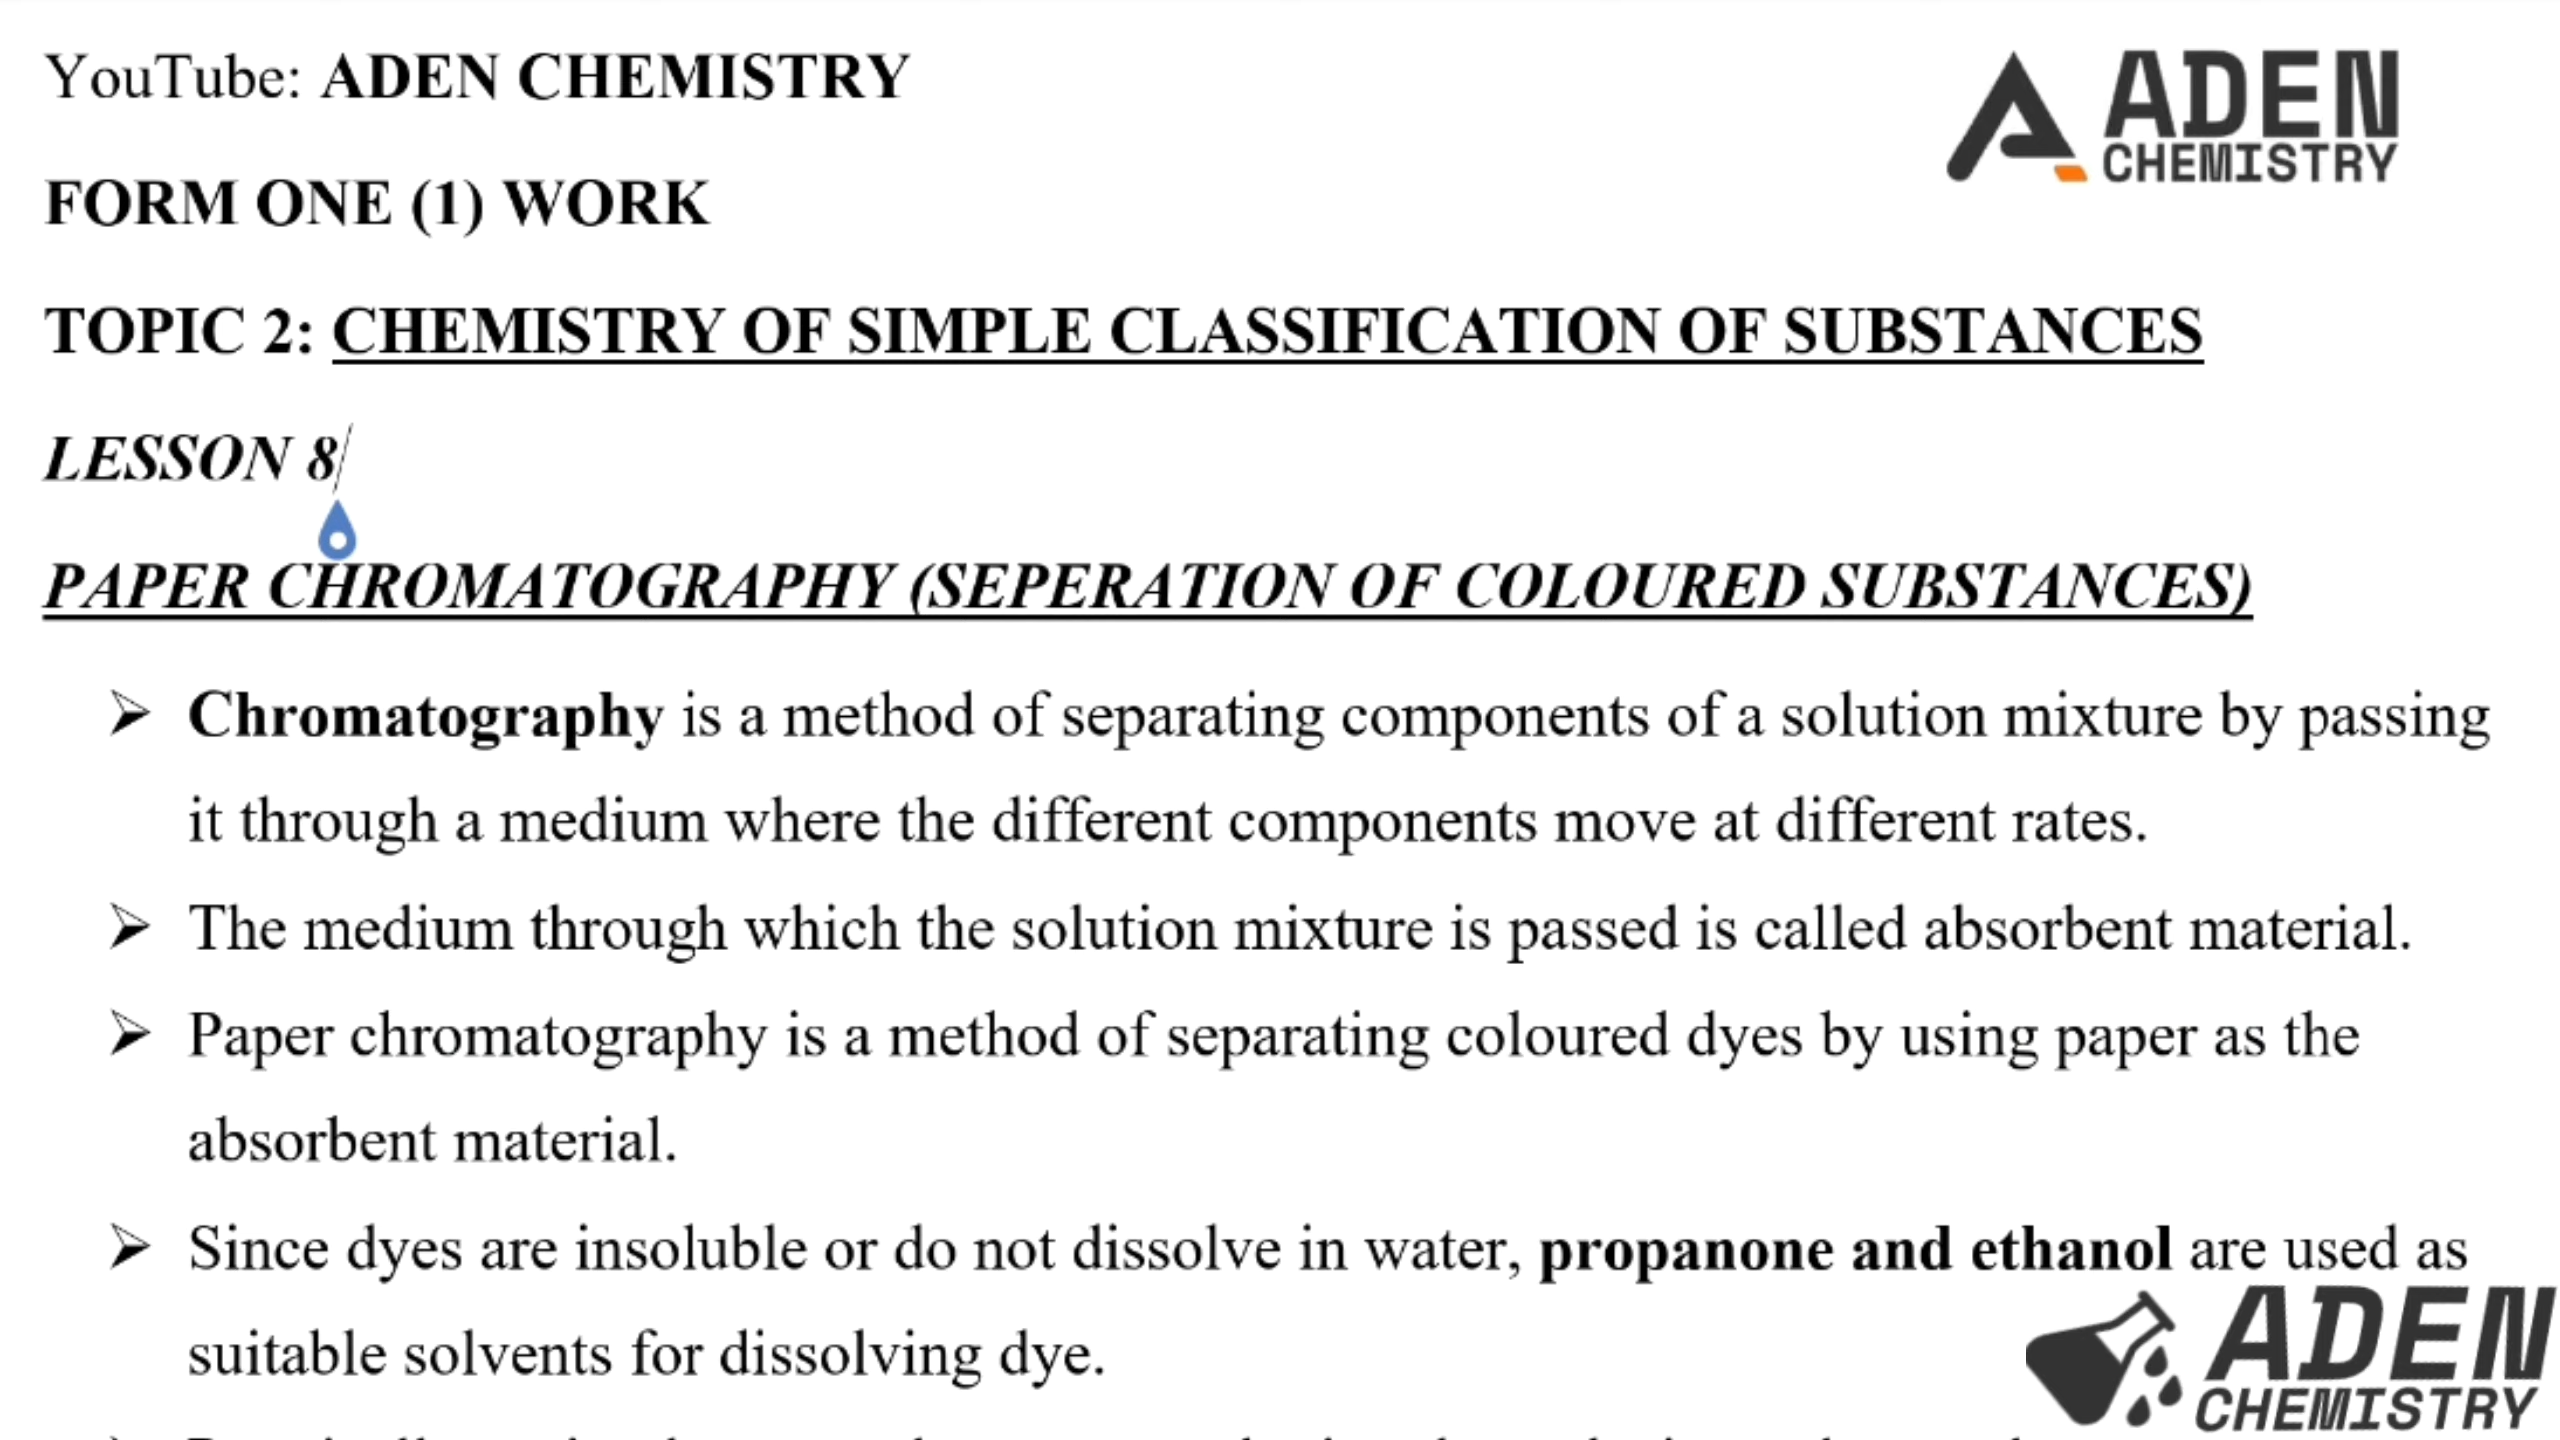 YouTube: ADEN CHEMISTRY
ADEN
CHEMISTRY
FORM ONE (1) WORK
TOPIC 2: CHEMISTRY OF SIMPLE CLASSIFICATION OF SUBSTANCES
LESSON 8
PAPER CHROMATOGRAPHY (SEPERATION OF COLOURED SUBSTANCES)
➢ Chromatography is a method of separating components of a solution mixture by passing
it through a medium where the different components move at different rates.
➢ The medium through which the solution mixture is passed is called absorbent material.
➢ Paper chromatography is a method of separating coloured dyes by using paper as the
absorbent material.
➢ Since dyes are insoluble or do not dissolve in water, propanone and ethanol are used as
suitable solvents for dissolving dye.
ADEN
CHEMISTRY